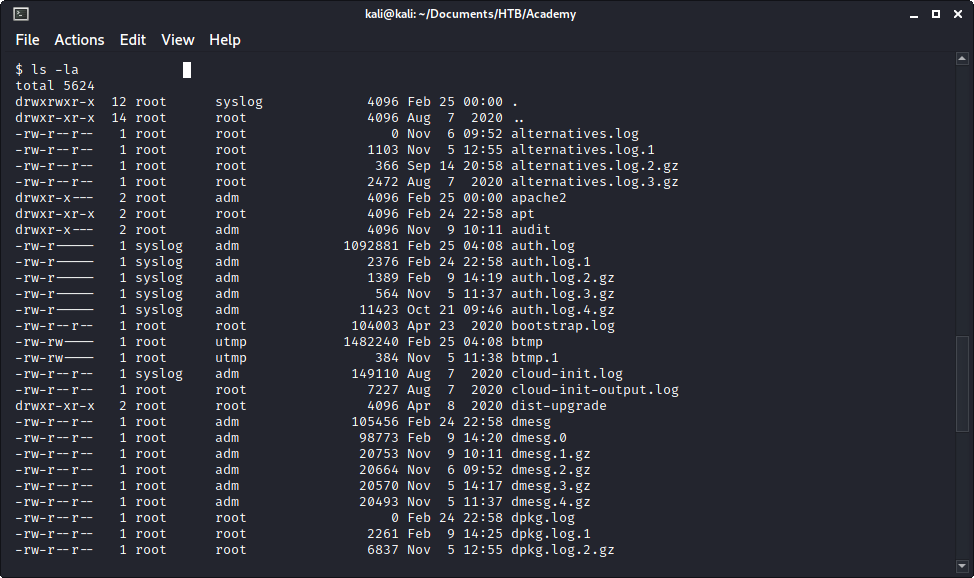 kali@kali: ~/Documents/HTB/Academy
File Actions Edit View Help
$ ls -la
total 5624
drwxrwxr-x 12 root syslog 4096 Feb 25 00:00 .
drwxr-xr-x 14 root root 4096 Aug 7 2020 ..
-rw-r--r-- 1 root root 0 Nov 6 09:52 alternatives.log
-rw-r--r-- 1 root root 1103 Nov 5 12:55 alternatives.log.1
-rw-r--r-- 1 root root 366 Sep 14 20:58 alternatives.log.2.gz
-rw-r--r-- 1 root root 2472 Aug 7 2020 alternatives.log.3.gz
drwxr-x--- 2 root adm 4096 Feb 25 00:00 apache2
drwxr-xr-x 2 root root 4096 Feb 24 22:58 apt
drwxr-x--- 2 root adm 4096 Nov 9 10:11 audit
-rw-r----- 1 syslog adm 1092881 Feb 25 04:08 auth.log
-rw-r----- 1 syslog adm 2376 Feb 24 22:58 auth.log.1
-rw-r----- 1 syslog adm 1389 Feb 9 14:19 auth.log.2.gz
-rw-r----- 1 syslog adm 564 Nov 5 11:37 auth.log.3.gz
-rw-r----- 1 syslog adm 11423 Oct 21 09:46 auth.log.4.gz
-rw-r--r-- 1 root root 104003 Apr 23 2020 bootstrap.log
-rw-rw---- 1 root utmp 1482240 Feb 25 04:08 btmp
-rw-rw---- 1 root utmp 384 Nov 5 11:38 btmp.1
-rw-r--r-- 1 syslog adm 149110 Aug 7 2020 cloud-init.log
-rw-r--r-- 1 root root 7227 Aug 7 2020 cloud-init-output.log
drwxr-xr-x 2 root root 4096 Apr 8 2020 dist-upgrade
-rw-r--r-- 1 root adm 105456 Feb 24 22:58 dmesg
-rw-r--r-- 1 root adm 98773 Feb 9 14:20 dmesg.0
-rw-r--r-- 1 root adm 20753 Nov 9 10:11 dmesg.1.gz
-rw-r--r-- 1 root adm 20664 Nov 6 09:52 dmesg.2.gz
-rw-r--r-- 1 root adm 20570 Nov 5 14:17 dmesg.3.gz
-rw-r--r-- 1 root adm 20493 Nov 5 11:37 dmesg.4.gz
-rw-r--r-- 1 root root 0 Feb 24 22:58 dpkg.log
-rw-r--r-- 1 root root 2261 Feb 9 14:25 dpkg.log.1
-rw-r--r-- 1 root root 6837 Nov 5 12:55 dpkg.log.2.gz